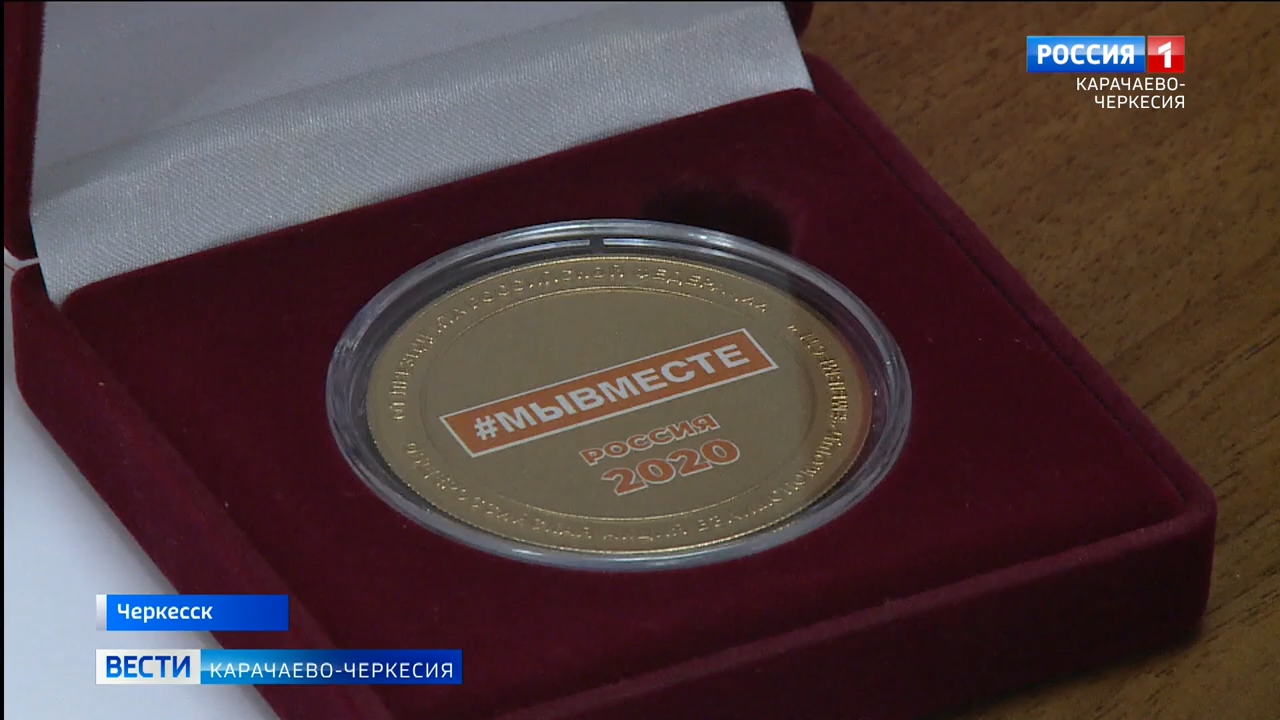 РОССИЯ 1
КАРАЧАЕВО-
ЧЕРКЕСИЯ
#МЫВМЕСТЕ
РОССИЯ
2020
Черкесск
ВЕСТИ КАРАЧАЕВО-ЧЕРКЕСИЯ